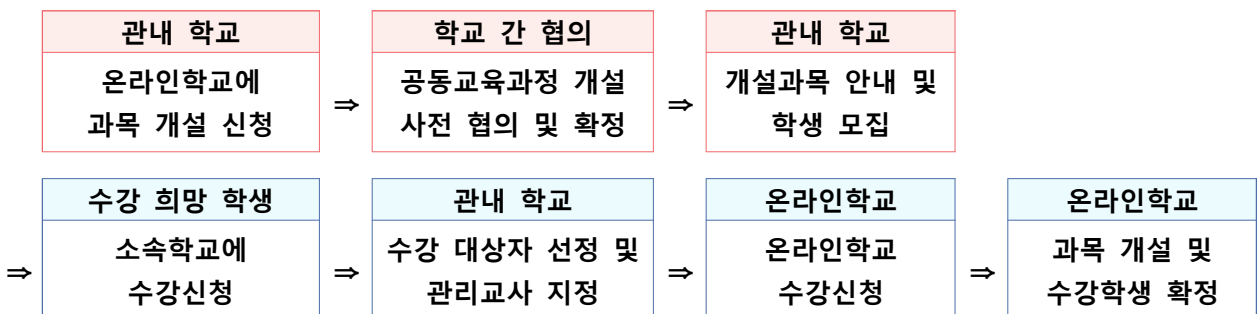 관내 학교
온라인학교에
과목 개설 신청
⇒
학교 간 협의
공동교육과정 개설
사전 협의 및 확정
⇒
관내 학교
개설과목 안내 및
학생 모집
⇒
수강 희망 학생
소속학교에
수강신청
⇒
관내 학교
수강 대상자 선정 및
관리교사 지정
⇒
온라인학교
온라인학교
수강신청
⇒
온라인학교
과목 개설 및
수강학생 확정